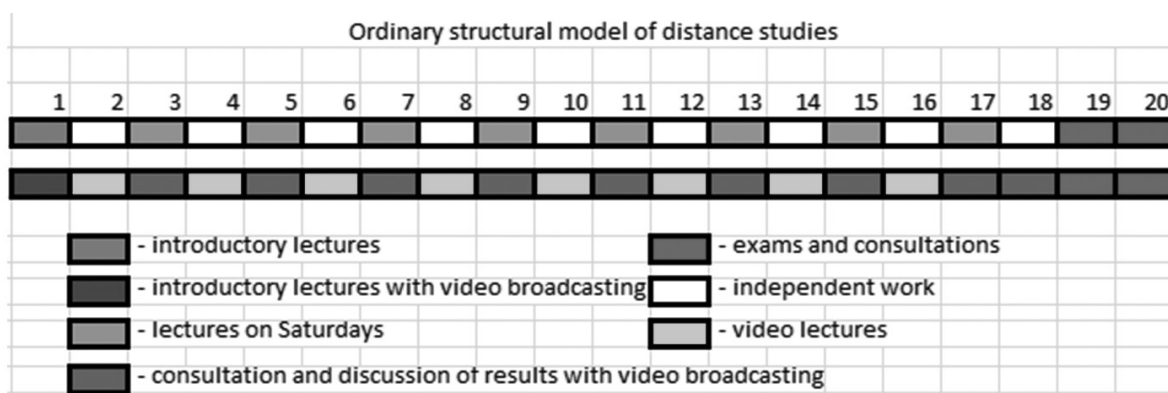 Ordinary structural model of distance studies
1 2 3 4 5 6 7 8 9 10 11 12 13 14 15 16 17 18 19 20
- introductory lectures
- exams and consultations
- introductory lectures with video broadcasting
- independent work
- lectures on Saturdays
- video lectures
- consultation and discussion of results with video broadcasting